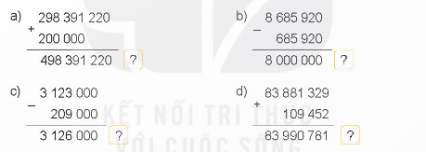 a) 298 391 220
+
200 000
498 391 220 ?
b) 8 685 920
−
685 920
8 000 000 ?
c) 3 123 000
−
209 000
3 126 000 ?
d) 83 881 329
+
109 452
83 990 781 ?
KẾT NỐI TRI THỨC
VỚI CUỘC SỐNG